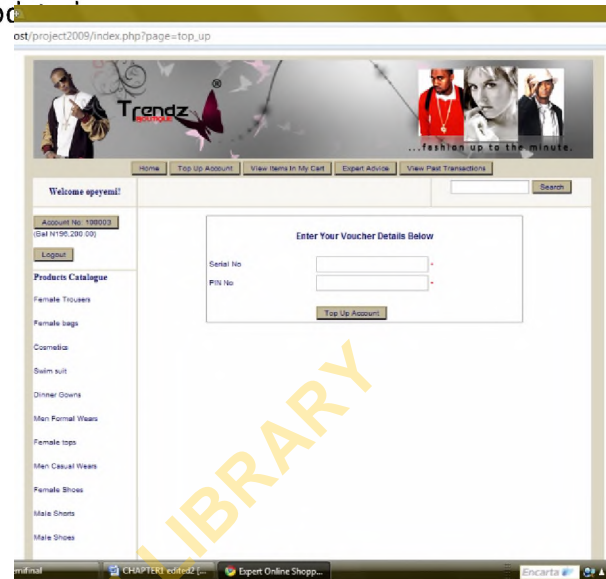 ost/project2009/index.php?page=top_up
Trendz
BOUTIQUE
®
...fashion up to the minute.
Home Top Up Account View Items In My Cart Expert Advice View Past Transactions
Welcome opeyemi!
Search
Account No: 198003
(Bal N196,200.00)
Logout
Enter Your Voucher Details Below
Serial No
*
PIN No
*
Top Up Account
Products Catalogue
Female Trousers
Female bags
Cosmetics
Swim suit
Dinner Gowns
Men Formal Wears
Female tops
Men Casual Wears
Female Shoes
Male Shorts
Male Shoes
LIBRARY
mifinal CHAPTER1 edited2 [... Expert Online Shopp... Encarta